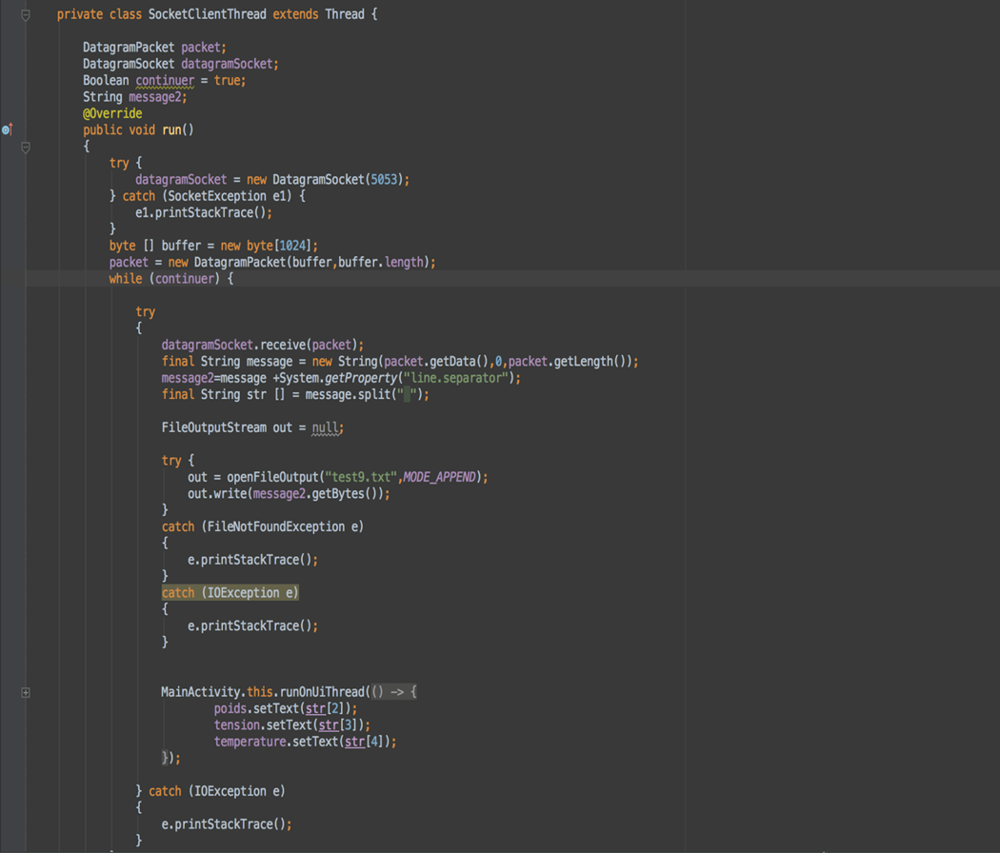 private class SocketClientThread extends Thread {
DatagramPacket packet;
DatagramSocket datagramSocket;
Boolean continuer = true;
String message2;
@Override
public void run()
{
try {
datagramSocket = new DatagramSocket(5053);
} catch (SocketException e1) {
e1.printStackTrace();
}
byte [] buffer = new byte[1024];
packet = new DatagramPacket(buffer,buffer.length);
while (continuer) {
try
{
datagramSocket.receive(packet);
final String message = new String(packet.getData(),0,packet.getLength());
message2=message +System.getProperty("line.separator");
final String str [] = message.split(" ");
FileOutputStream out = null;
try {
out = openFileOutput("test9.txt",MODE_APPEND);
out.write(message2.getBytes());
}
catch (FileNotFoundException e)
{
e.printStackTrace();
}
catch (IOException e)
{
e.printStackTrace();
}
MainActivity.this.runOnUiThread(() -> {
poids.setText(str[2]);
tension.setText(str[3]);
temperature.setText(str[4]);
});
} catch (IOException e)
{
e.printStackTrace();
}